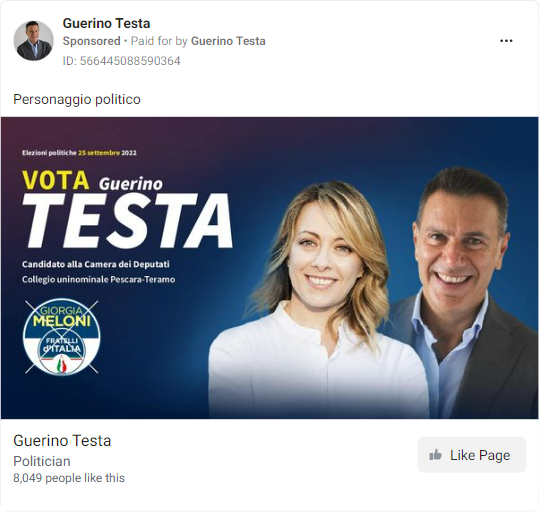 Guerino Testa
Sponsored • Paid for by Guerino Testa
ID: 566445088590364
Personaggio politico
Elezioni politiche 25 settembre 2022
VOTA Guerino
TESTA
Candidato alla Camera dei Deputati
Collegio uninominale Pescara-Teramo
GIORGIA
MELONI
FRATELLI
d'ITALIA
Guerino Testa
Politician
8,049 people like this
Like Page